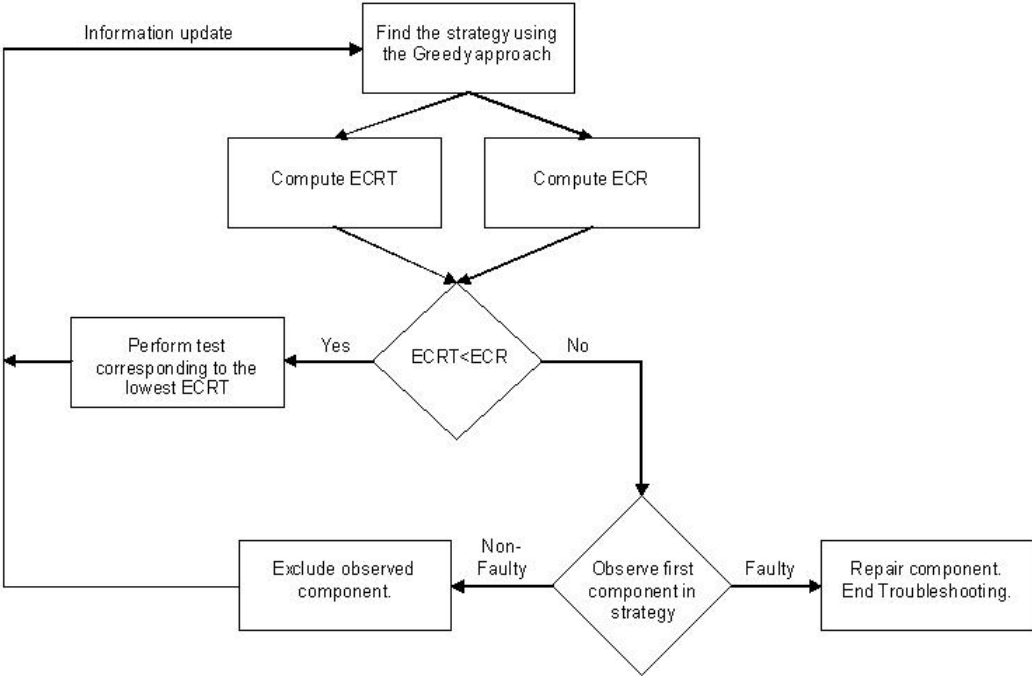 Information update
Find the strategy using
the Greedy approach
Compute ECRT
Compute ECR
Perform test
corresponding to the
lowest ECRT
Yes
ECRT<ECR
No
Exclude observed
component.
Non-
Faulty
Observe first
component in
strategy
Faulty
Repair component.
End Troubleshooting.